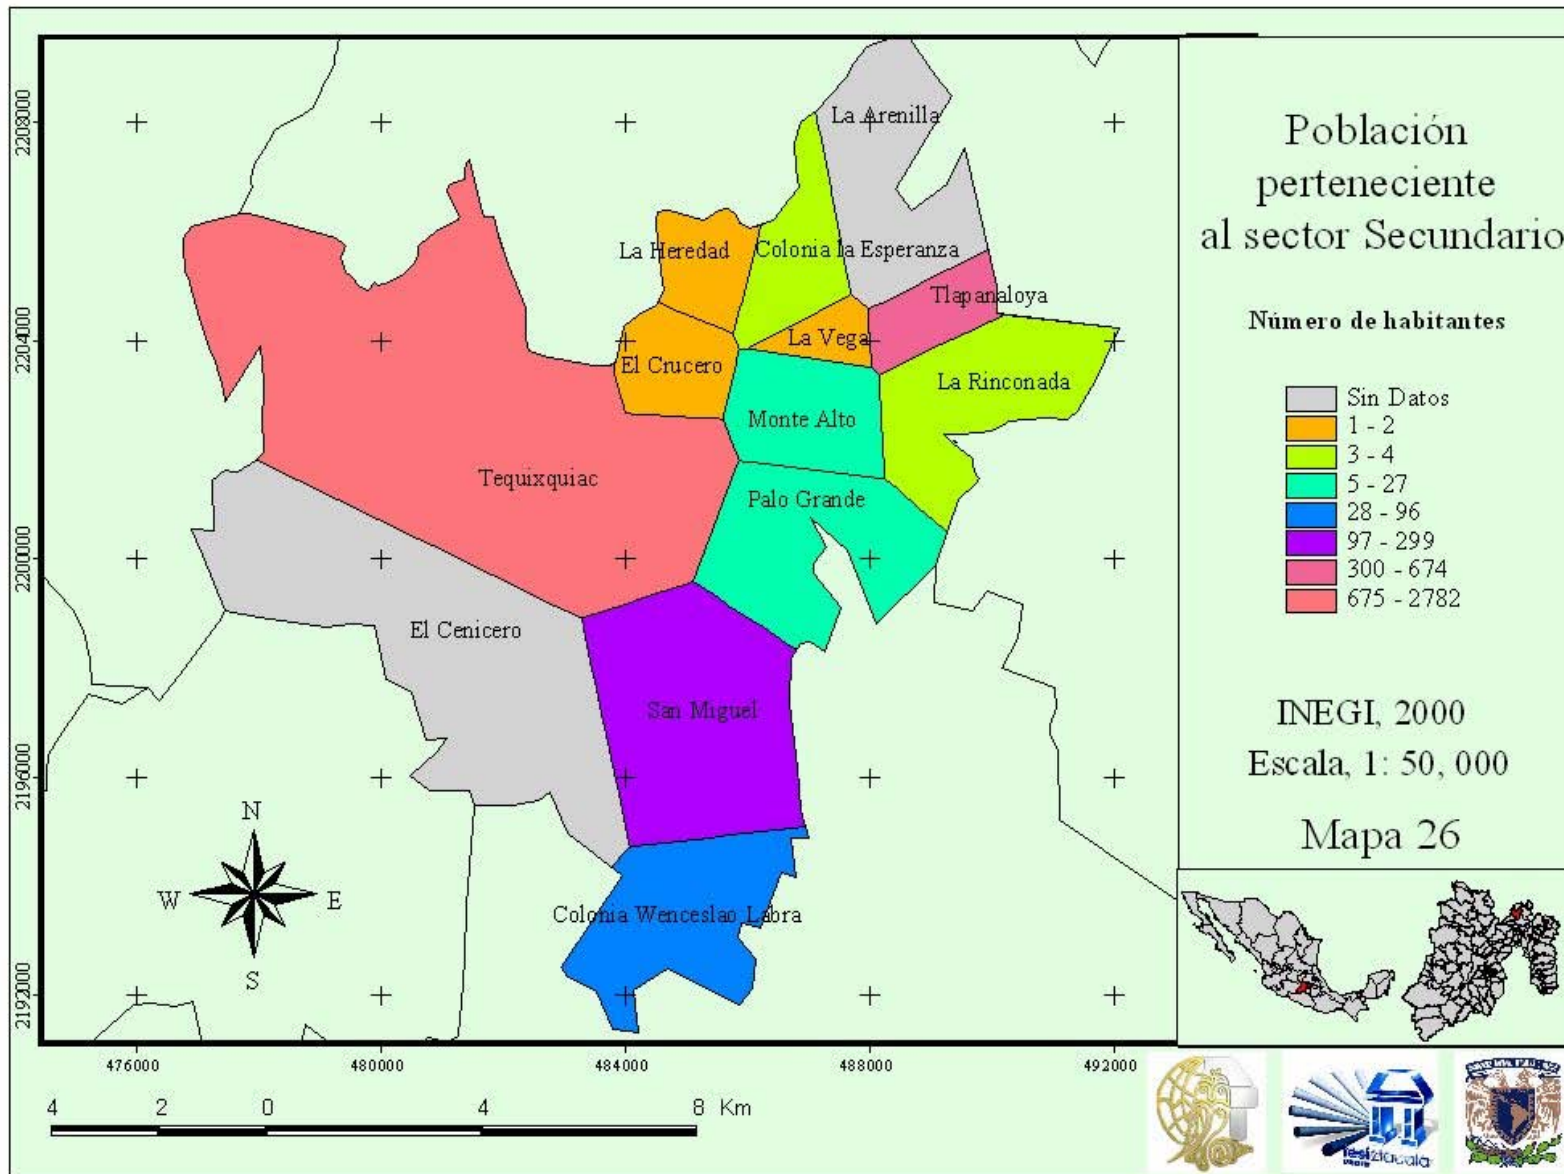 Población
perteneciente
al sector Secundario
Número de habitantes
Sin Datos
1 - 2
3 - 4
5 - 27
28 - 96
97 - 299
300 - 674
675 - 2782
INEGI, 2000
Escala, 1: 50, 000
Mapa 26
La Arenilla
La Heredad
Colonia la Esperanza
Tlapanaloya
La Vega
El Crucero
La Rinconada
Monte Alto
Tequixquiac
Palo Grande
El Cenicero
San Miguel
Colonia Wenceslao Labra
2208000
2204000
2200000
2196000
2192000
476000
480000
484000
488000
492000
N
W
E
S
4 2 0 4 8 Km